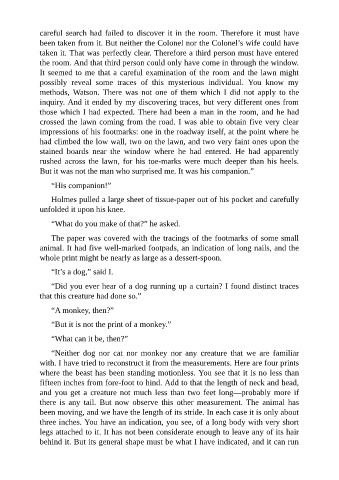 careful search had failed to discover it in the room. Therefore it must have
been taken from it. But neither the Colonel nor the Colonel's wife could have
taken it. That was perfectly clear. Therefore a third person must have entered
the room. And that third person could only have come in through the window.
It seemed to me that a careful examination of the room and the lawn might
possibly reveal some traces of this mysterious individual. You know my
methods, Watson. There was not one of them which I did not apply to the
inquiry. And it ended by my discovering traces, but very different ones from
those which I had expected. There had been a man in the room, and he had
crossed the lawn coming from the road. I was able to obtain five very clear
impressions of his footmarks: one in the roadway itself, at the point where he
had climbed the low wall, two on the lawn, and two very faint ones upon the
stained boards near the window where he had entered. He had apparently
rushed across the lawn, for his toe-marks were much deeper than his heels.
But it was not the man who surprised me. It was his companion.”
“His companion!”
Holmes pulled a large sheet of tissue-paper out of his pocket and carefully
unfolded it upon his knee.
“What do you make of that?” he asked.
The paper was covered with the tracings of the footmarks of some small
animal. It had five well-marked footpads, an indication of long nails, and the
whole print might be nearly as large as a dessert-spoon.
“It's a dog,” said I.
“Did you ever hear of a dog running up a curtain? I found distinct traces
that this creature had done so.”
“A monkey, then?”
“But it is not the print of a monkey.”
“What can it be, then?”
“Neither dog nor cat nor monkey nor any creature that we are familiar
with. I have tried to reconstruct it from the measurements. Here are four prints
where the beast has been standing motionless. You see that it is no less than
fifteen inches from fore-foot to hind. Add to that the length of neck and head,
and you get a creature not much less than two feet long—probably more if
there is any tail. But now observe this other measurement. The animal has
been moving, and we have the length of its stride. In each case it is only about
three inches. You have an indication, you see, of a long body with very short
legs attached to it. It has not been considerate enough to leave any of its hair
behind it. But its general shape must be what I have indicated, and it can run